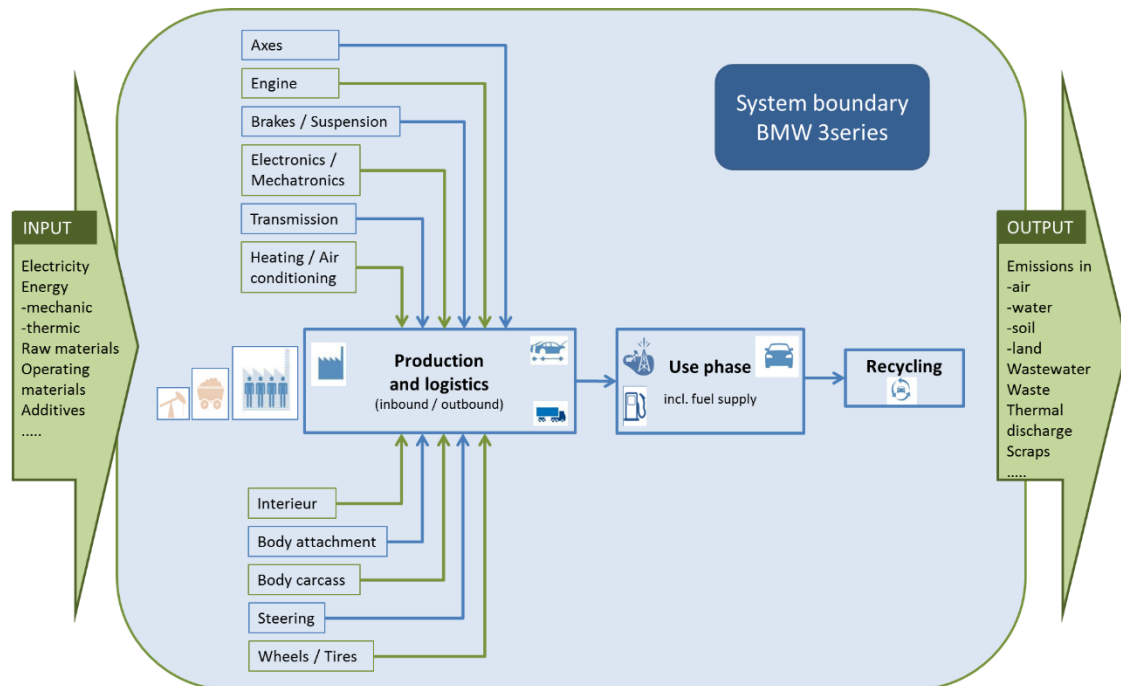 System boundary
BMW 3series
INPUT
Electricity
Energy
-mechanic
-thermic
Raw materials
Operating
materials
Additives
.....
Axes
Engine
Brakes / Suspension
Electronics /
Mechatronics
Transmission
Heating / Air
conditioning
Production
and logistics
(inbound / outbound)
Use phase
incl. fuel supply
Recycling
Interieur
Body attachment
Body carcass
Steering
Wheels / Tires
OUTPUT
Emissions in
-air
-water
-soil
-land
Wastewater
Waste
Thermal
discharge
Scraps
.....